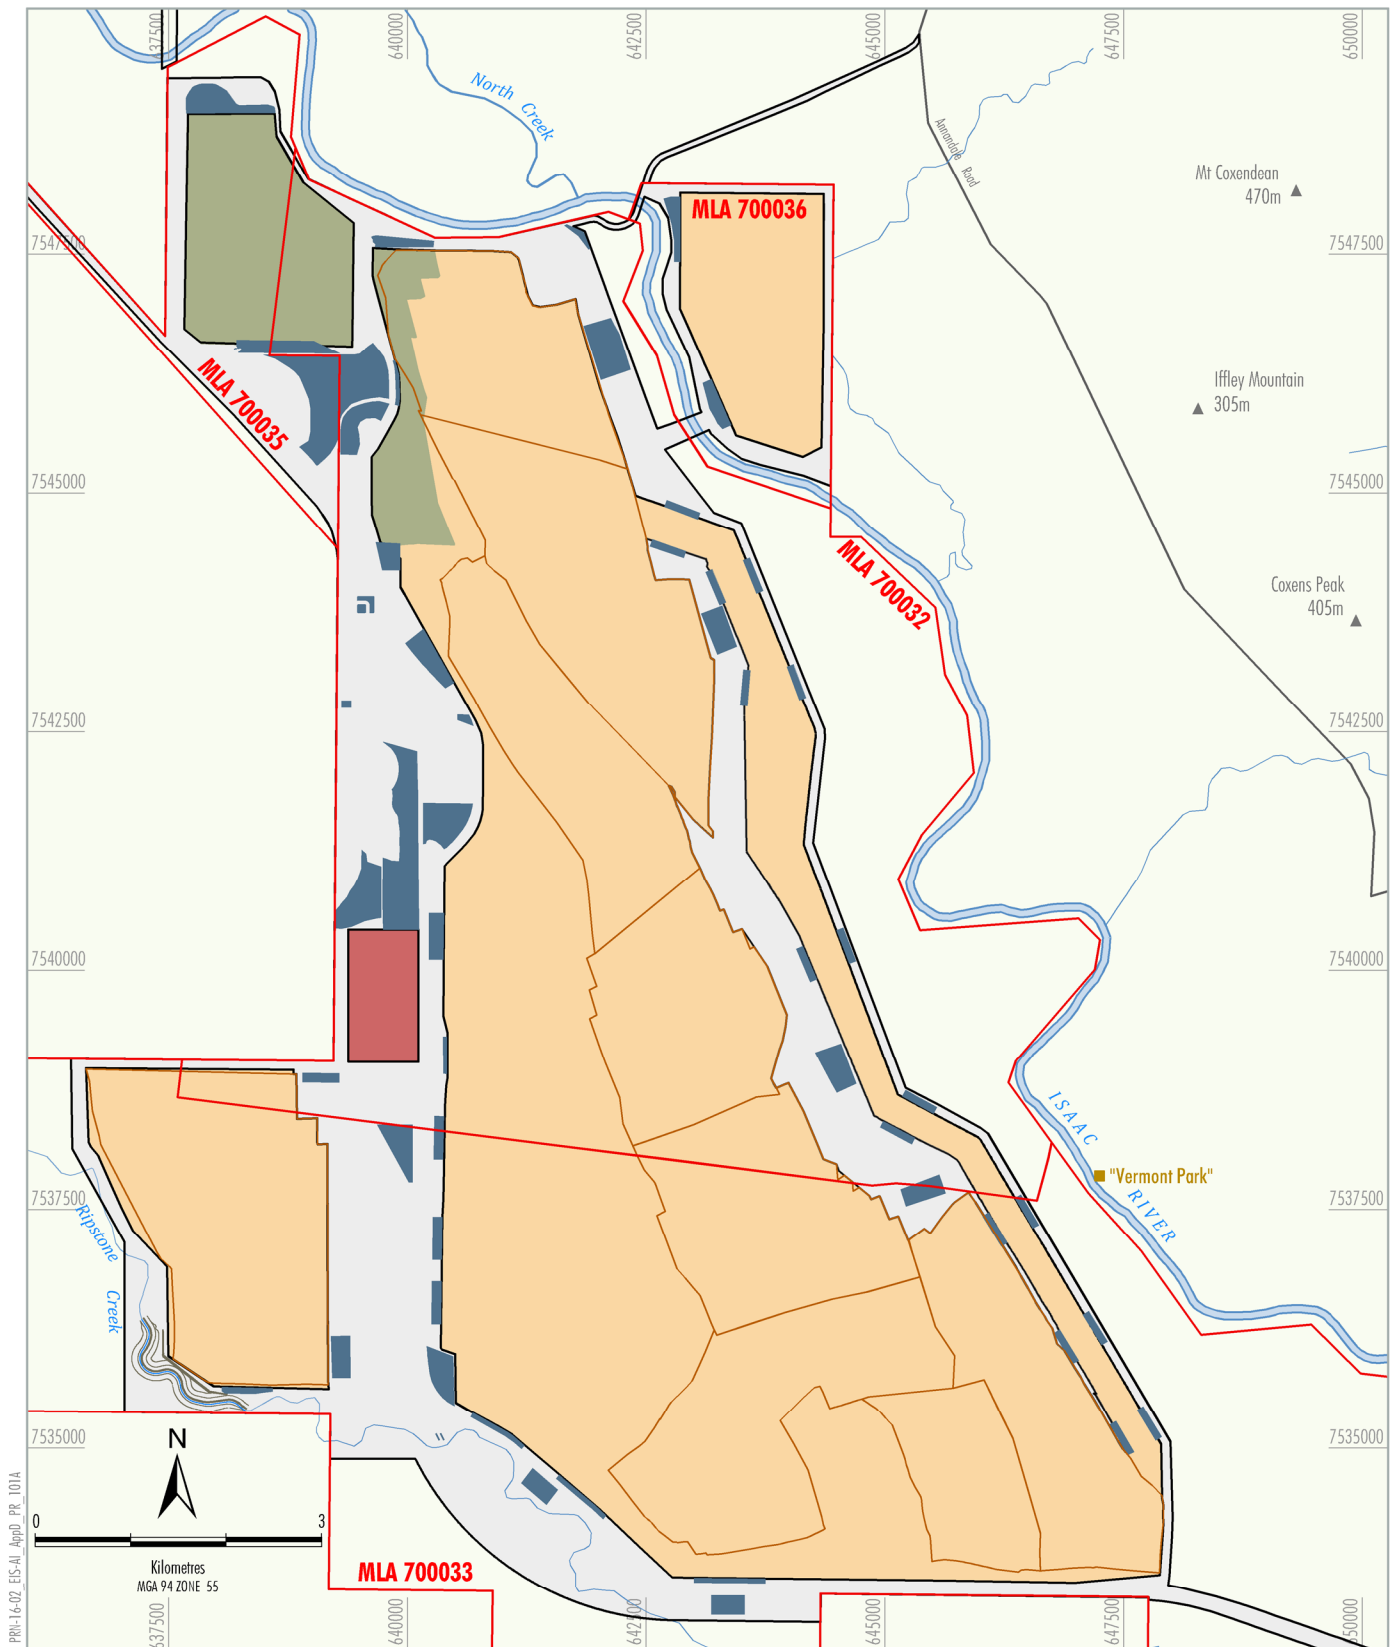 637500
640000
642500
645000
647500
650000
North Creek
Annandale Road
Mt Coxendean
470m
MLA 700036
7547500
7547500
Iffley Mountain
305m
MLA 700035
7545000
7545000
MLA 700032
Coxens Peak
405m
7542500
7542500
7540000
7540000
ISAAC RIVER
"Vermont Park"
7537500
7537500
Ripstone
Creek
7535000
7535000
N
0
3
Kilometres
MGA 94 ZONE 55
MLA 700033
PRN-16-02_EIS-AI_AppD_PR_101A
637500
640000
642500
645000
647500
650000